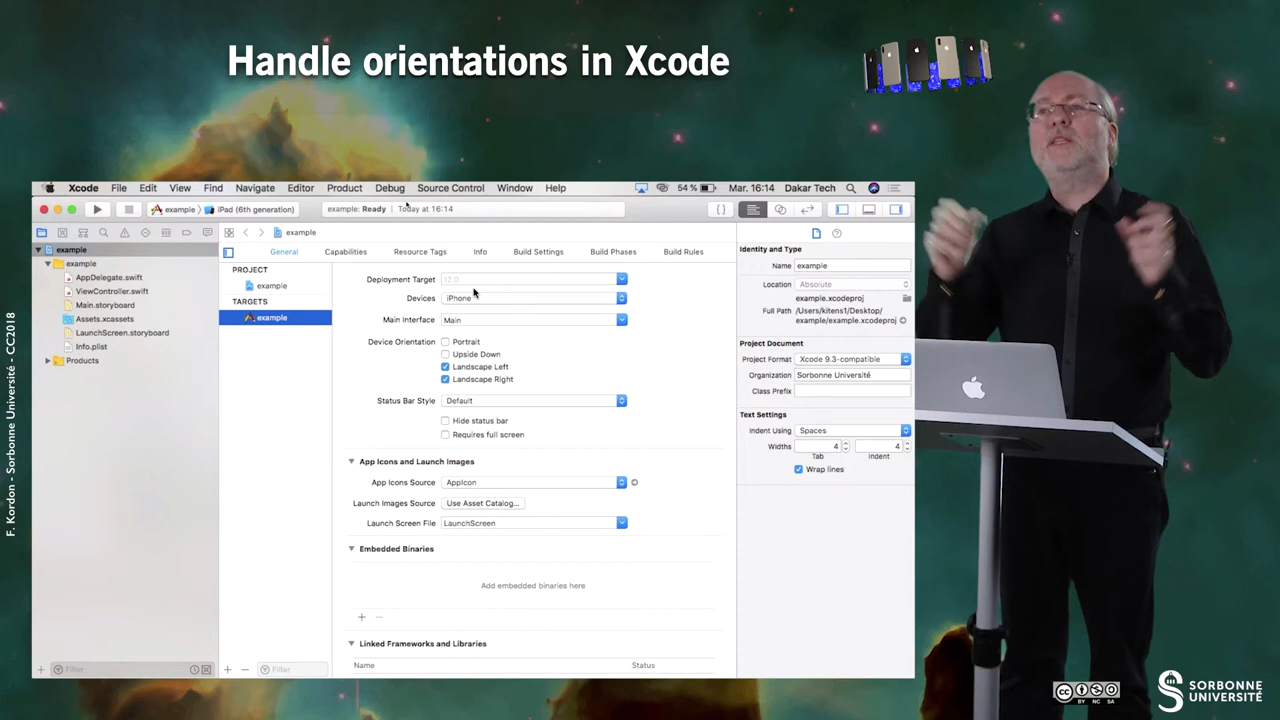 Handle orientations in Xcode
Xcode File Edit View Find Navigate Editor Product Debug Source Control Window Help 54 % Mar. 16:14 Dakar Tech
example > iPad (6th generation) example: Ready | Today at 16:14 { }
example
example
General Capabilities Resource Tags Info Build Settings Build Phases Build Rules
example
AppDelegate.swift
ViewController.swift
Main.storyboard
Assets.xcassets
LaunchScreen.storyboard
Info.plist
Products
PROJECT
example
TARGETS
example
Deployment Target 12.0
Devices iPhone
Main Interface Main
Device Orientation Portrait
Upside Down
Landscape Left
Landscape Right
Status Bar Style Default
Hide status bar
Requires full screen
App Icons and Launch Images
App Icons Source AppIcon
Launch Images Source Use Asset Catalog...
Launch Screen File LaunchScreen
Embedded Binaries
Add embedded binaries here
+ −
Linked Frameworks and Libraries
Name Status
Identity and Type
Name example
Location Absolute
example.xcodeproj
Full Path /Users/kitens1/Desktop/
example/example.xcodeproj
Project Document
Project Format Xcode 9.3-compatible
Organization Sorbonne Université
Class Prefix
Text Settings
Indent Using Spaces
Widths 4 4
Tab Indent
Wrap lines
+ Filter
+ − Filter
F. Kordon - Sorbonne Université - CC2018
cc BY NC SA
SORBONNE
UNIVERSITÉ